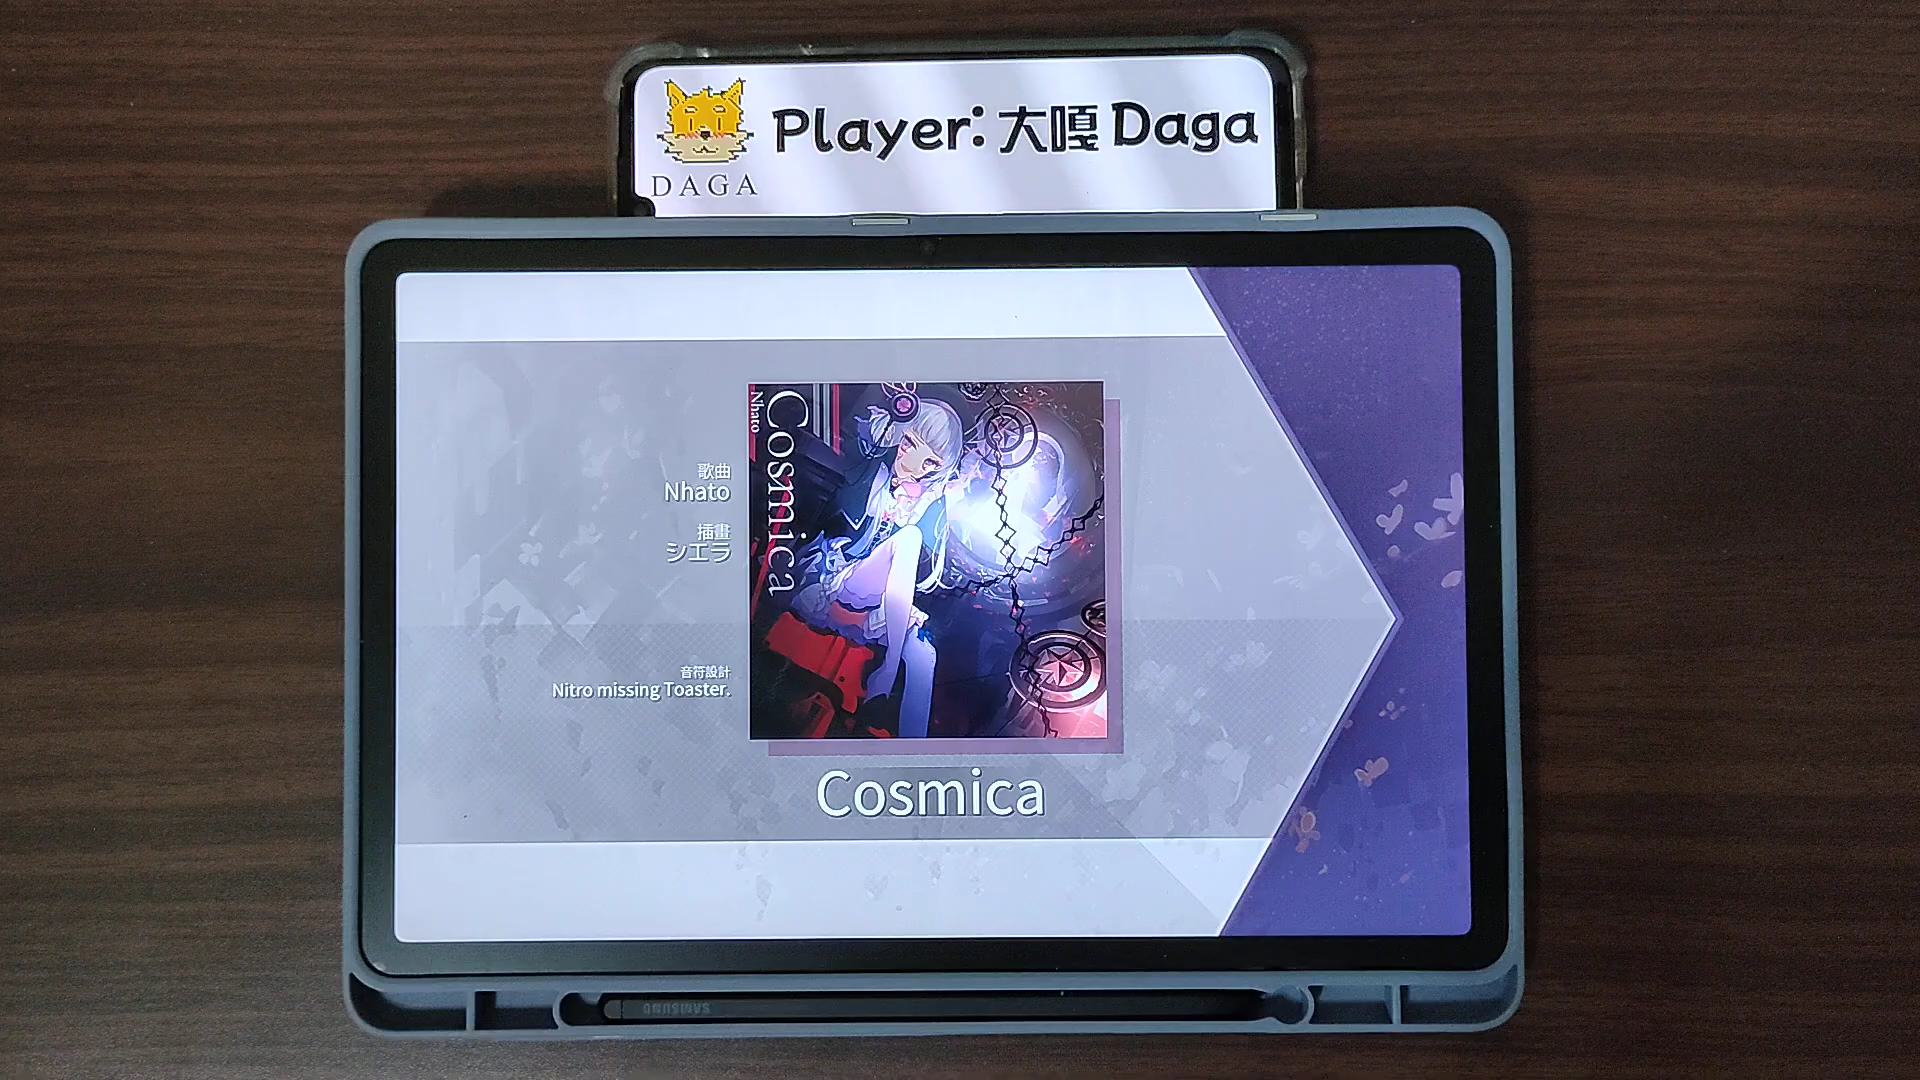 Player: 大嘎 Daga
DAGA
Cosmica
Nhato
歌曲
Nhato
插畫
シエラ
音符設計
Nitro missing Toaster.
Cosmica
SAMSUNG